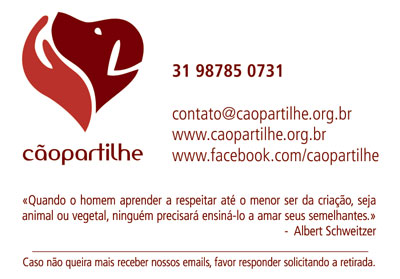 31 98785 0731
contato@caopartilhe.org.br
www.caopartilhe.org.br
www.facebook.com/caopartilhe
cãopartilhe
«Quando o homem aprender a respeitar até o menor ser da criação, seja
animal ou vegetal, ninguém precisará ensiná-lo a amar seus semelhantes.»
- Albert Schweitzer
Caso não queira mais receber nossos emails, favor responder solicitando a retirada.